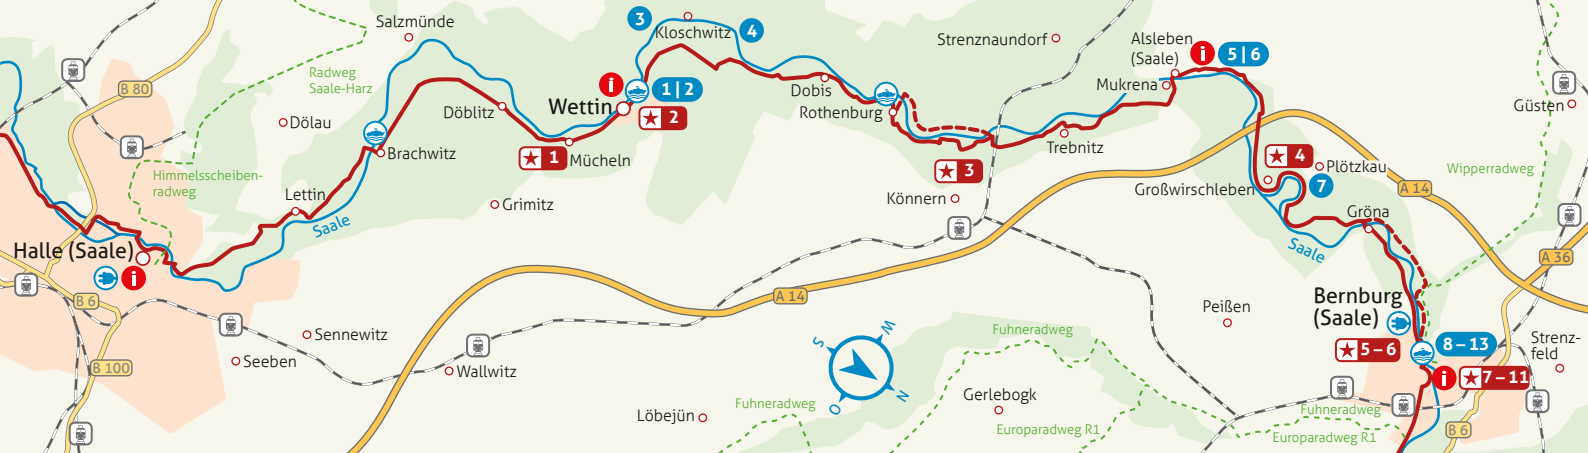 Salzmünde
3
Kloschwitz
4
Strenznaundorf
Alsleben
(Saale)
i
5|6
Radweg
Saale-Harz
B 80
i
1|2
Wettin
2
Dobis
Rothenburg
Mukrena
Güsten
Döblitz
Dölau
Brachwitz
1
Mücheln
Trebnitz
4
Plötzkau
Himmelsscheiben-
radweg
Lettin
3
Könnern
Großwirschleben
7
A 14
Wipperradweg
Grimitz
Saale
Gröna
Saale
Halle (Saale)
i
B 6
A 14
A 36
Bernburg
(Saale)
Peißen
Sennewitz
Seeben
B 100
Wallwitz
S
W
O
N
Fuhneradweg
5–6
8–13
Strenz-
feld
i
7–11
Löbejün
Fuhneradweg
Gerlebogk
Europaradweg R1
Fuhneradweg
Europaradweg R1
B 6